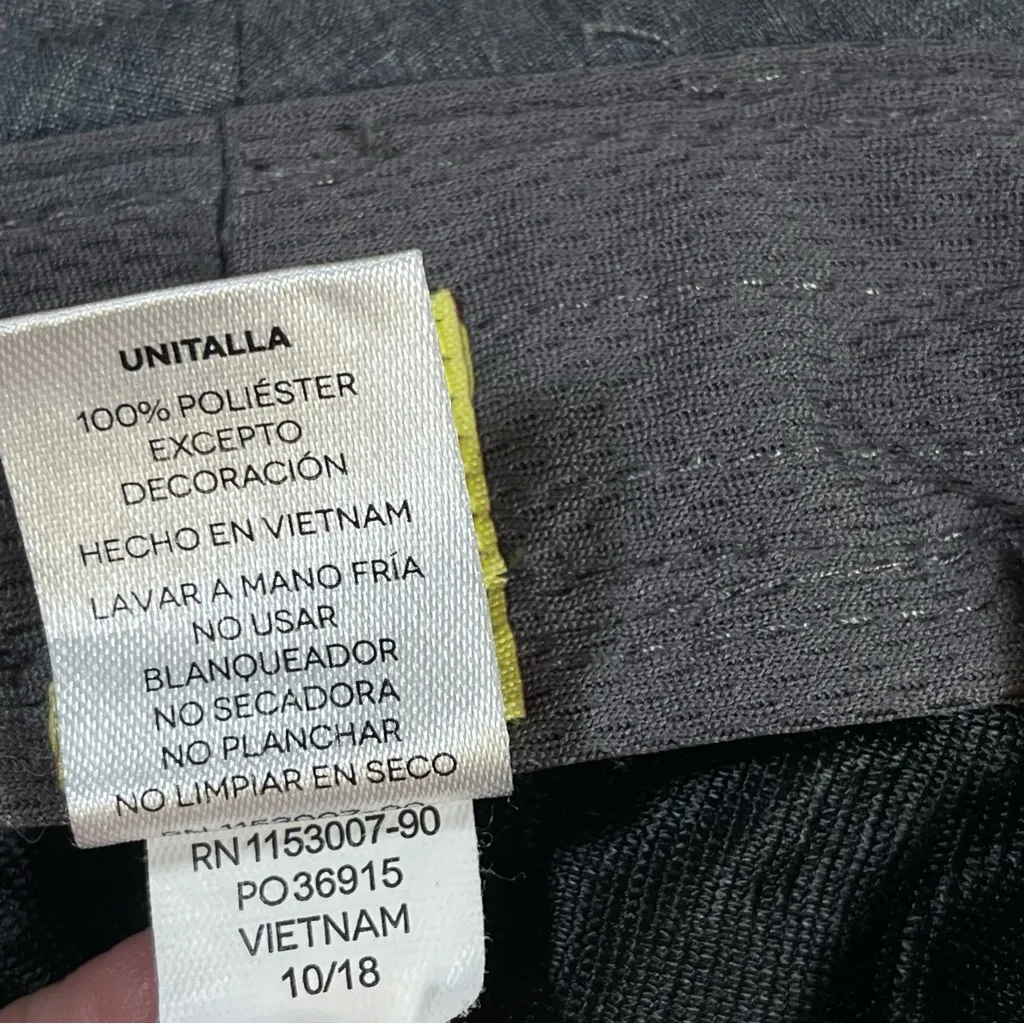 UNITALLA
100% POLIÉSTER
EXCEPTO
DECORACIÓN
HECHO EN VIETNAM
LAVAR A MANO FRÍA
NO USAR
BLANQUEADOR
NO SECADORA
NO PLANCHAR
NO LIMPIAR EN SECO
RN 1153007-90
PO 36915
VIETNAM
10/18